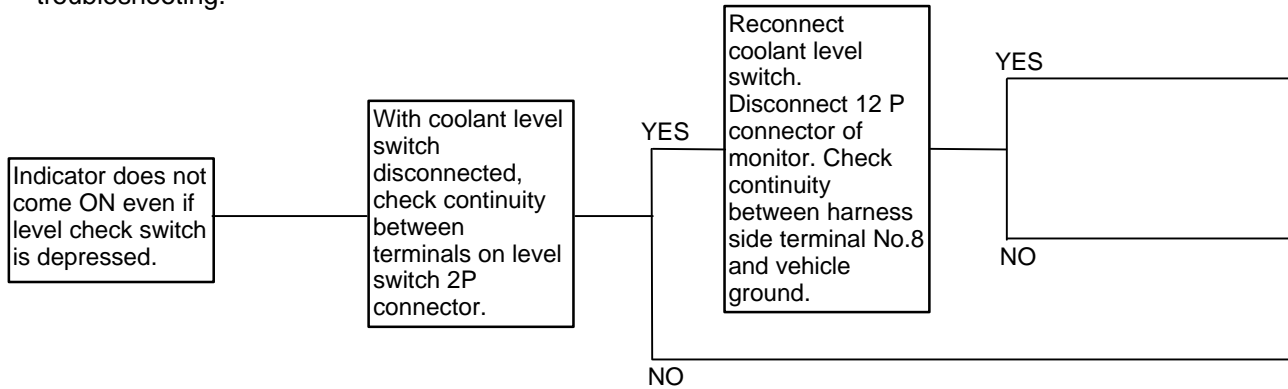 troubleshooting.
Indicator does not
come ON even if
level check switch
is depressed.
With coolant level
switch
disconnected,
check continuity
between
terminals on level
switch 2P
connector.
YES
NO
Reconnect
coolant level
switch.
Disconnect 12 P
connector of
monitor. Check
continuity
between harness
side terminal No.8
and vehicle
ground.
YES
NO